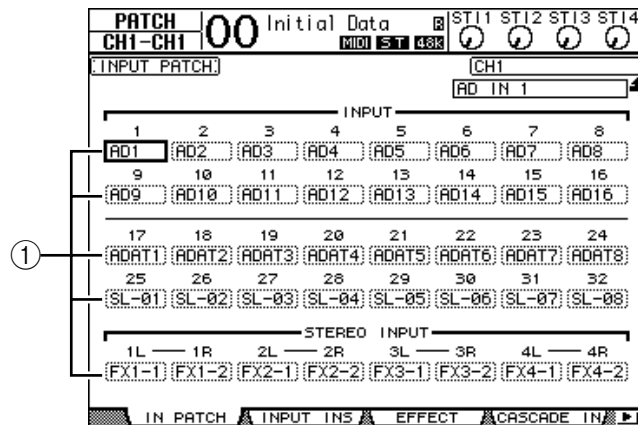 PATCH 00 Initial Data B ST11 ST12 ST13 ST14
CH1-CH1 MIDI ST 48k
INPUT PATCH CH1
AD IN 1
INPUT
1 2 3 4 5 6 7 8
AD1 AD2 AD3 AD4 AD5 AD6 AD7 AD8
9 10 11 12 13 14 15 16
AD9 AD10 AD11 AD12 AD13 AD14 AD15 AD16
17 18 19 20 21 22 23 24
1 ADAT1 ADAT2 ADAT3 ADAT4 ADAT5 ADAT6 ADAT7 ADAT8
25 26 27 28 29 30 31 32
SL-01 SL-02 SL-03 SL-04 SL-05 SL-06 SL-07 SL-08
STEREO INPUT
1L 1R 2L 2R 3L 3R 4L 4R
FX1-1 FX1-2 FX2-1 FX2-2 FX3-1 FX3-2 FX4-1 FX4-2
IN PATCH INPUT INS EFFECT CASCADE IN